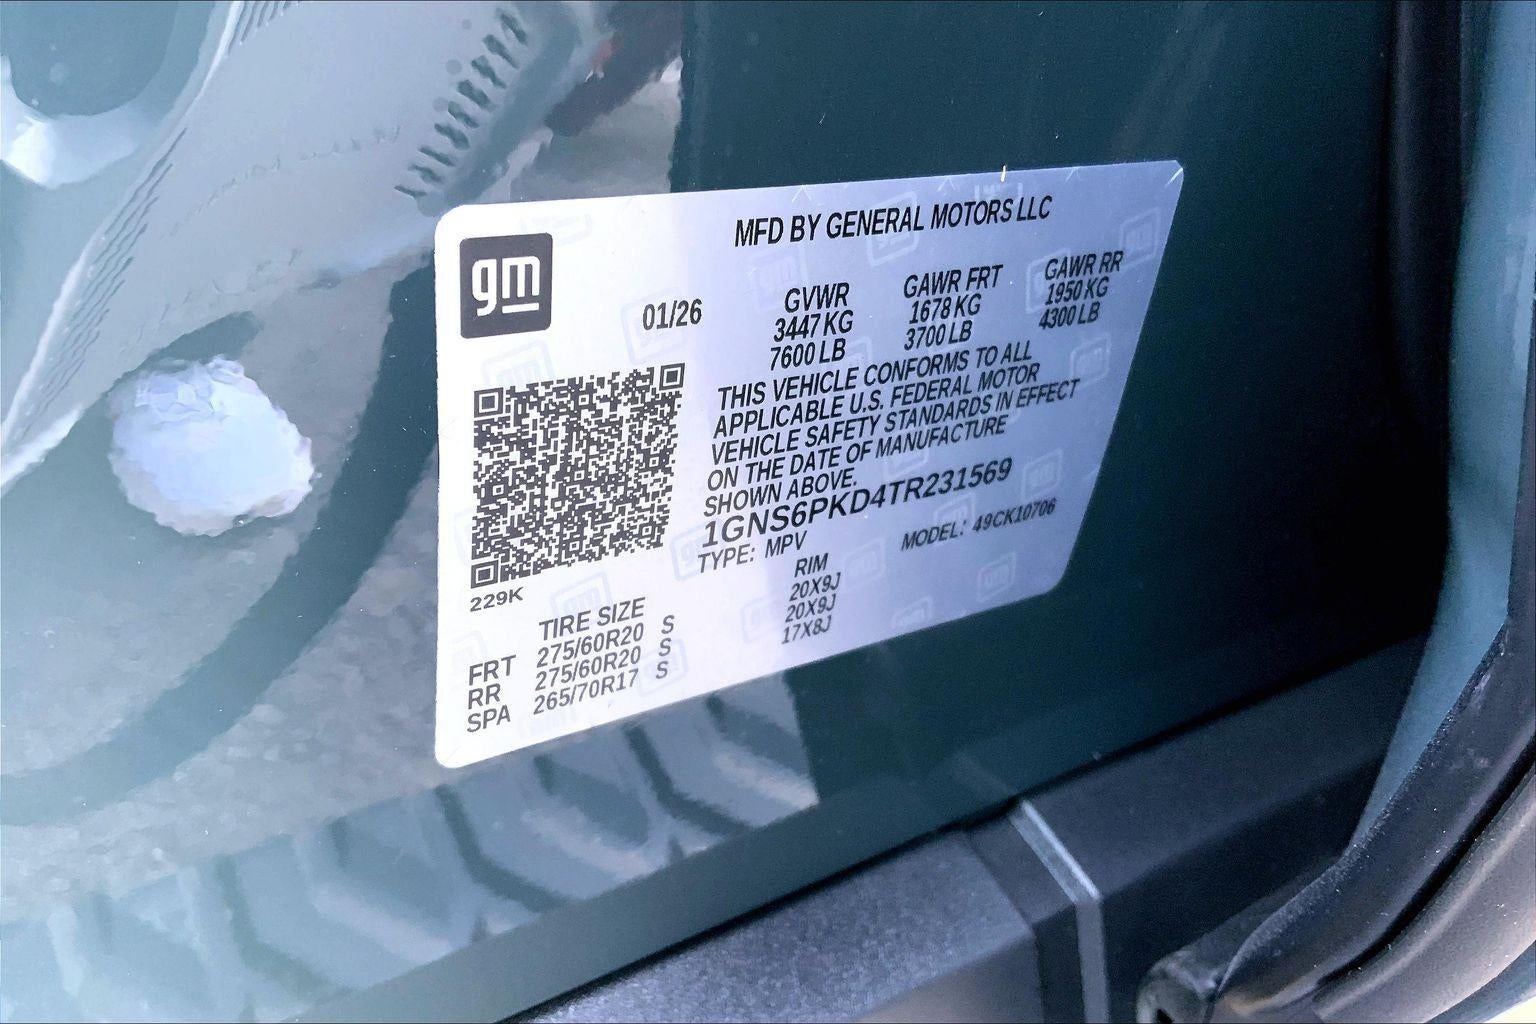 MFD BY GENERAL MOTORS LLC
gm
01/26
GVWR GAWR FRT GAWR RR
3447 KG 1678 KG 1950 KG
7600 LB 3700 LB 4300 LB
THIS VEHICLE CONFORMS TO ALL
APPLICABLE U.S. FEDERAL MOTOR
VEHICLE SAFETY STANDARDS IN EFFECT
ON THE DATE OF MANUFACTURE
SHOWN ABOVE.
1GNS6PKD4TR231569
TYPE: MPV MODEL: 49CK10706
229K
TIRE SIZE RIM
FRT 275/60R20 S 20X9J
RR 275/60R20 S 20X9J
SPA 265/70R17 S 17X8J